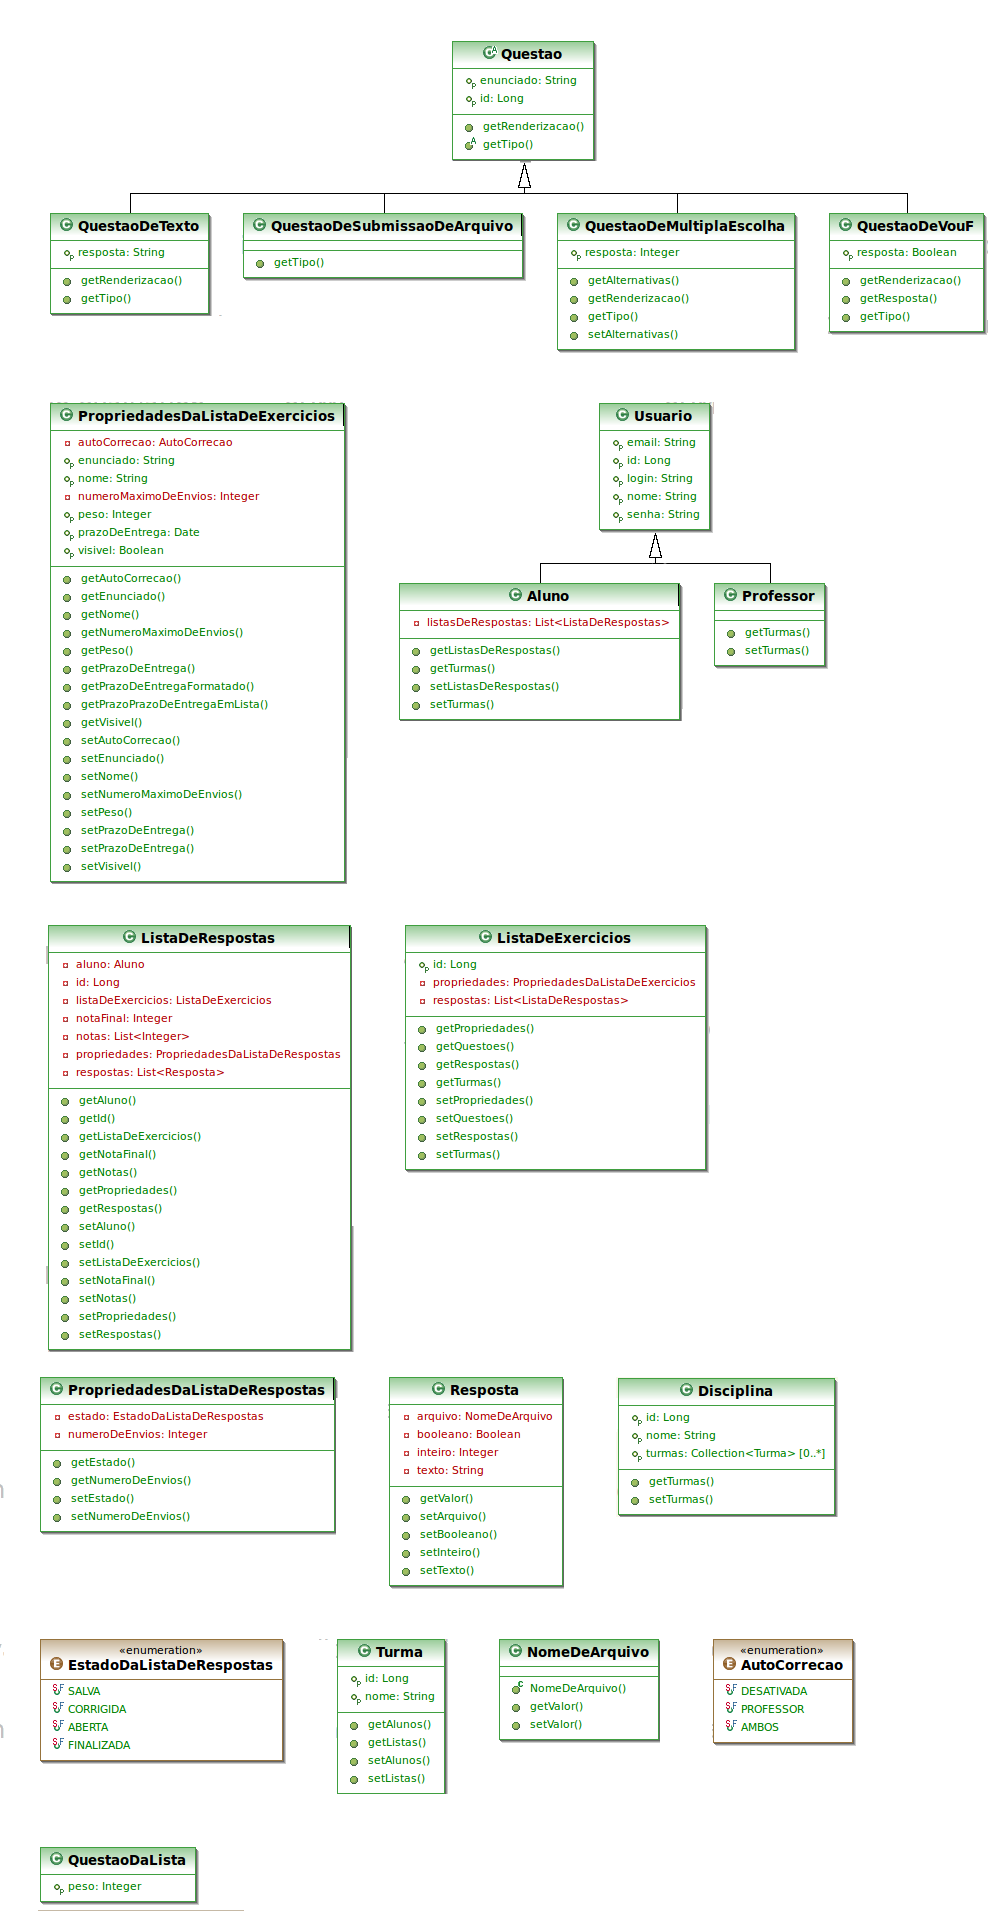 Questao
enunciado: String
id: Long
getRenderizacao()
getTipo()
QuestaoDeTexto
resposta: String
getRenderizacao()
getTipo()
QuestaoDeSubmissaoDeArquivo
getTipo()
QuestaoDeMultiplaEscolha
resposta: Integer
getAlternativas()
getRenderizacao()
getTipo()
setAlternativas()
QuestaoDeVouF
resposta: Boolean
getRenderizacao()
getResposta()
getTipo()
PropriedadesDaListaDeExercicios
autoCorrecao: AutoCorrecao
enunciado: String
nome: String
numeroMaximoDeEnvios: Integer
peso: Integer
prazoDeEntrega: Date
visivel: Boolean
getAutoCorrecao()
getEnunciado()
getNome()
getNumeroMaximoDeEnvios()
getPeso()
getPrazoDeEntrega()
getPrazoDeEntregaFormatado()
getPrazoPrazoDeEntregaEmLista()
getVisivel()
setAutoCorrecao()
setEnunciado()
setNome()
setNumeroMaximoDeEnvios()
setPeso()
setPrazoDeEntrega()
setPrazoDeEntrega()
setVisivel()
Usuario
email: String
id: Long
login: String
nome: String
senha: String
Aluno
listasDeRespostas: List<ListaDeRespostas>
getListasDeRespostas()
getTurmas()
setListasDeRespostas()
setTurmas()
Professor
getTurmas()
setTurmas()
ListaDeRespostas
aluno: Aluno
id: Long
listaDeExercicios: ListaDeExercicios
notaFinal: Integer
notas: List<Integer>
propriedades: PropriedadesDaListaDeRespostas
respostas: List<Resposta>
getAluno()
getId()
getListaDeExercicios()
getNotaFinal()
getNotas()
getPropriedades()
getRespostas()
setAluno()
setId()
setListaDeExercicios()
setNotaFinal()
setNotas()
setPropriedades()
setRespostas()
ListaDeExercicios
id: Long
propriedades: PropriedadesDaListaDeExercicios
respostas: List<ListaDeRespostas>
getPropriedades()
getQuestoes()
getRespostas()
getTurmas()
setPropriedades()
setQuestoes()
setRespostas()
setTurmas()
PropriedadesDaListaDeRespostas
estado: EstadoDaListaDeRespostas
numeroDeEnvios: Integer
getEstado()
getNumeroDeEnvios()
setEstado()
setNumeroDeEnvios()
Resposta
arquivo: NomeDeArquivo
booleano: Boolean
inteiro: Integer
texto: String
getValor()
setArquivo()
setBooleano()
setInteiro()
setTexto()
Disciplina
id: Long
nome: String
turmas: Collection<Turma> [0..*]
getTurmas()
setTurmas()
«enumeration»
EstadoDaListaDeRespostas
SALVA
CORRIGIDA
ABERTA
FINALIZADA
Turma
id: Long
nome: String
getAlunos()
getListas()
setAlunos()
setListas()
NomeDeArquivo
NomeDeArquivo()
getValor()
setValor()
«enumeration»
AutoCorrecao
DESATIVADA
PROFESSOR
AMBOS
QuestaoDaLista
peso: Integer